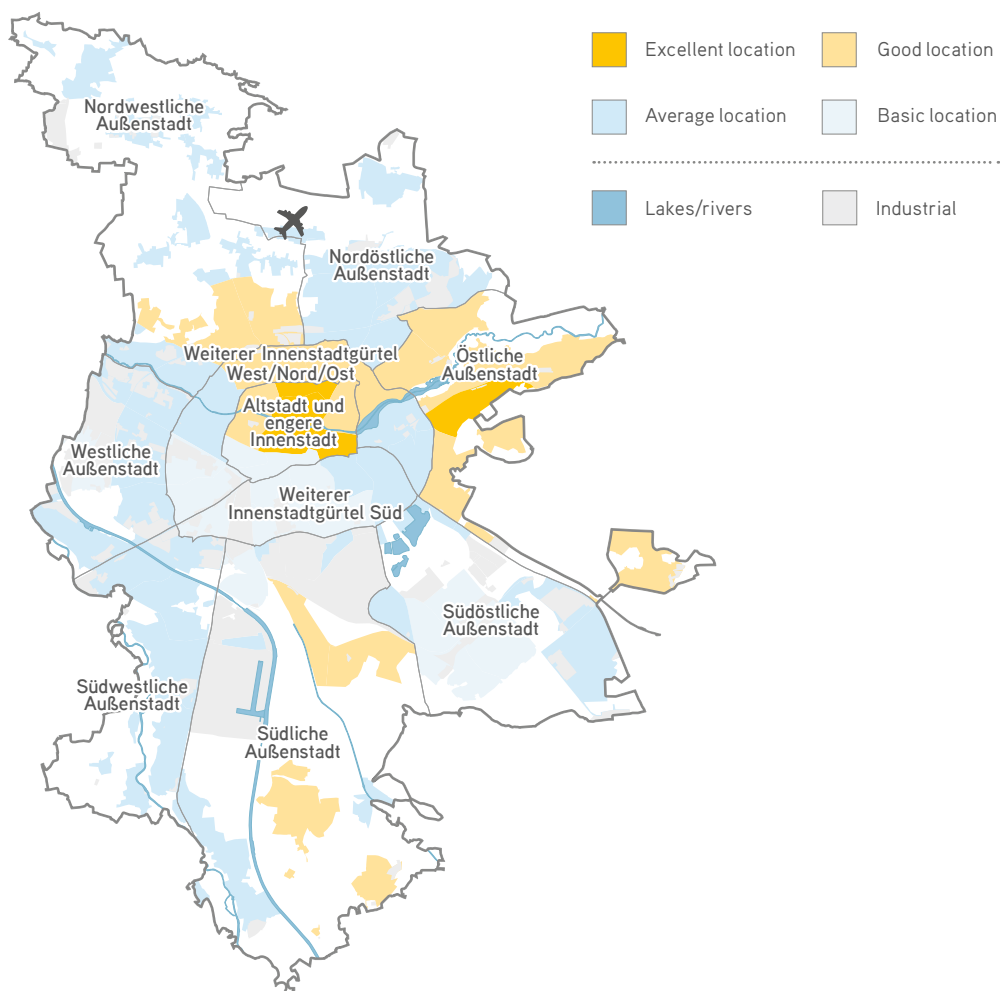 Excellent location
Good location
Average location
Basic location
Lakes/rivers
Industrial
Nordwestliche
Außenstadt
Nordöstliche
Außenstadt
Weiterer Innenstadtgürtel
West/Nord/Ost
Östliche
Außenstadt
Altstadt und
engere
Innenstadt
Westliche
Außenstadt
Weiterer
Innenstadtgürtel Süd
Südöstliche
Außenstadt
Südwestliche
Außenstadt
Südliche
Außenstadt